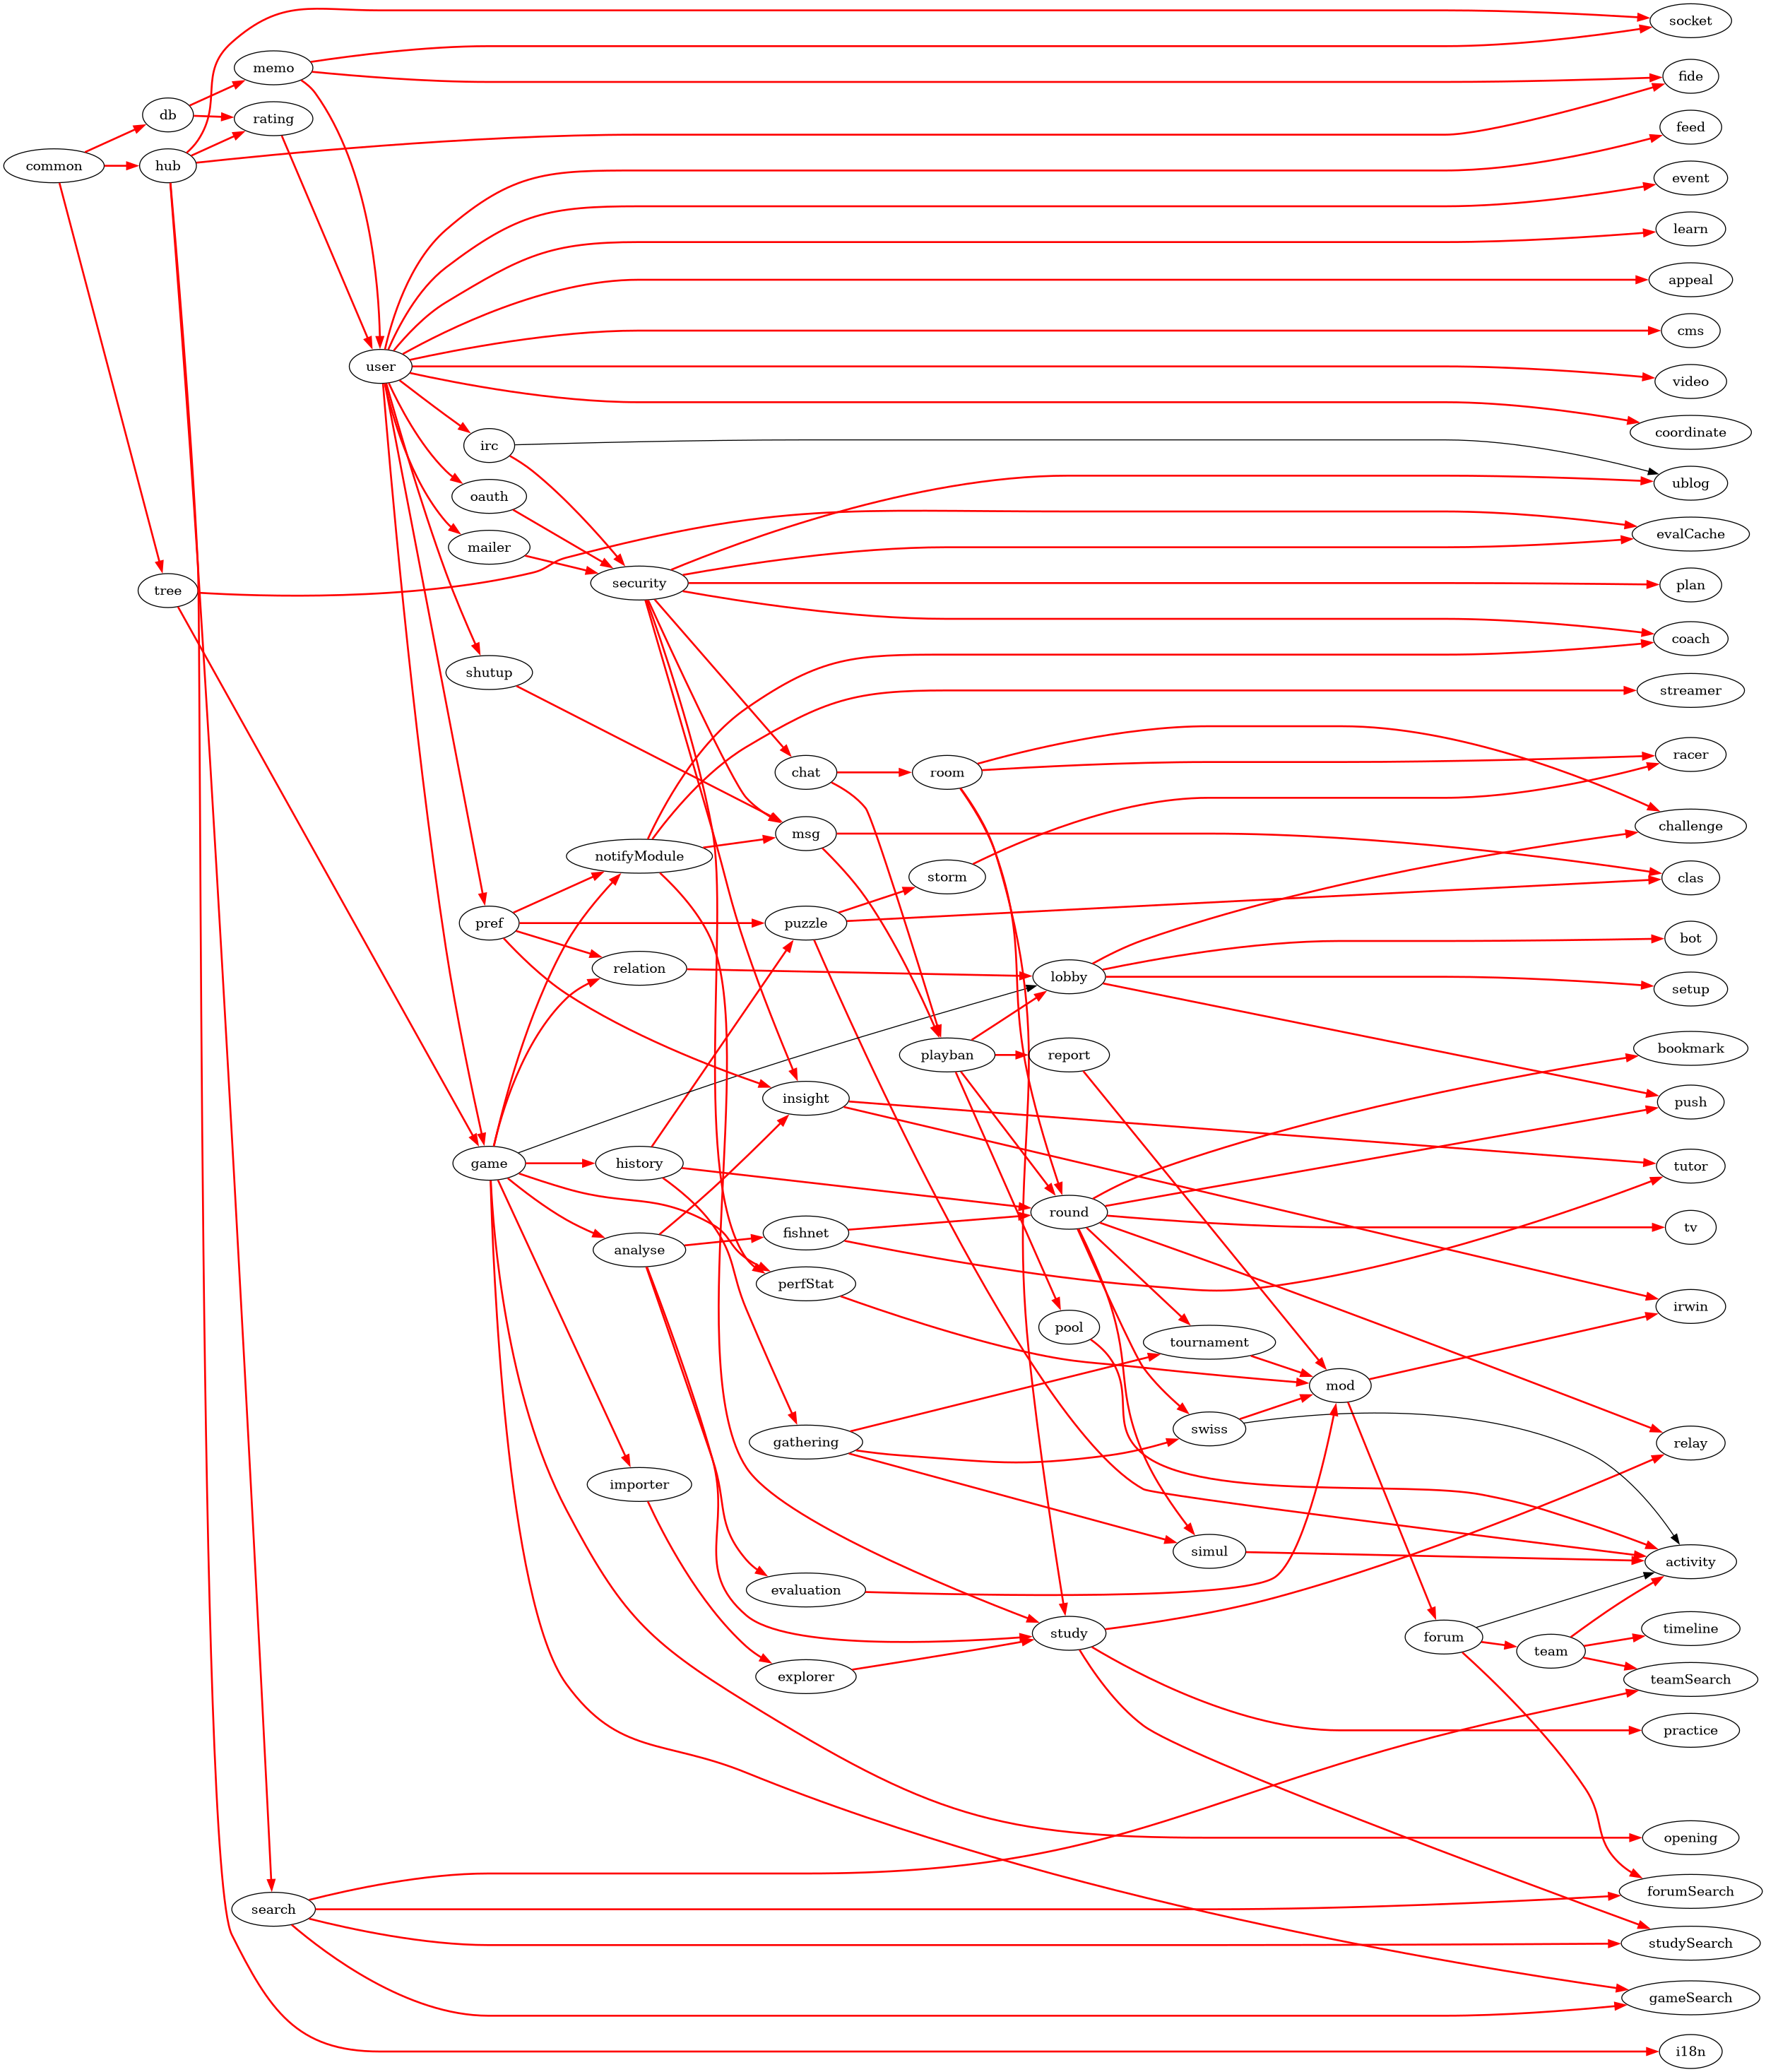 socket
memo
fide
db
rating
feed
common
hub
event
learn
appeal
cms
user
video
coordinate
irc
ublog
oauth
evalCache
mailer
security
plan
tree
coach
shutup
streamer
racer
chat
room
challenge
msg
notifyModule
storm
clas
pref
puzzle
bot
relation
lobby
setup
bookmark
playban
report
insight
push
game
history
tutor
round
tv
fishnet
analyse
perfStat
irwin
pool
tournament
mod
swiss
gathering
relay
importer
simul
activity
evaluation
timeline
study
forum
team
explorer
teamSearch
practice
opening
forumSearch
search
studySearch
gameSearch
i18n